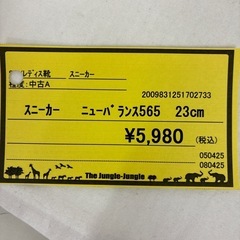 レディス靴 スニーカー
程度:中古A
2009831251702733
スニーカー ニューバランス565 23cm
¥5,980(税込)
050425
080425
The Jungle-Jungle